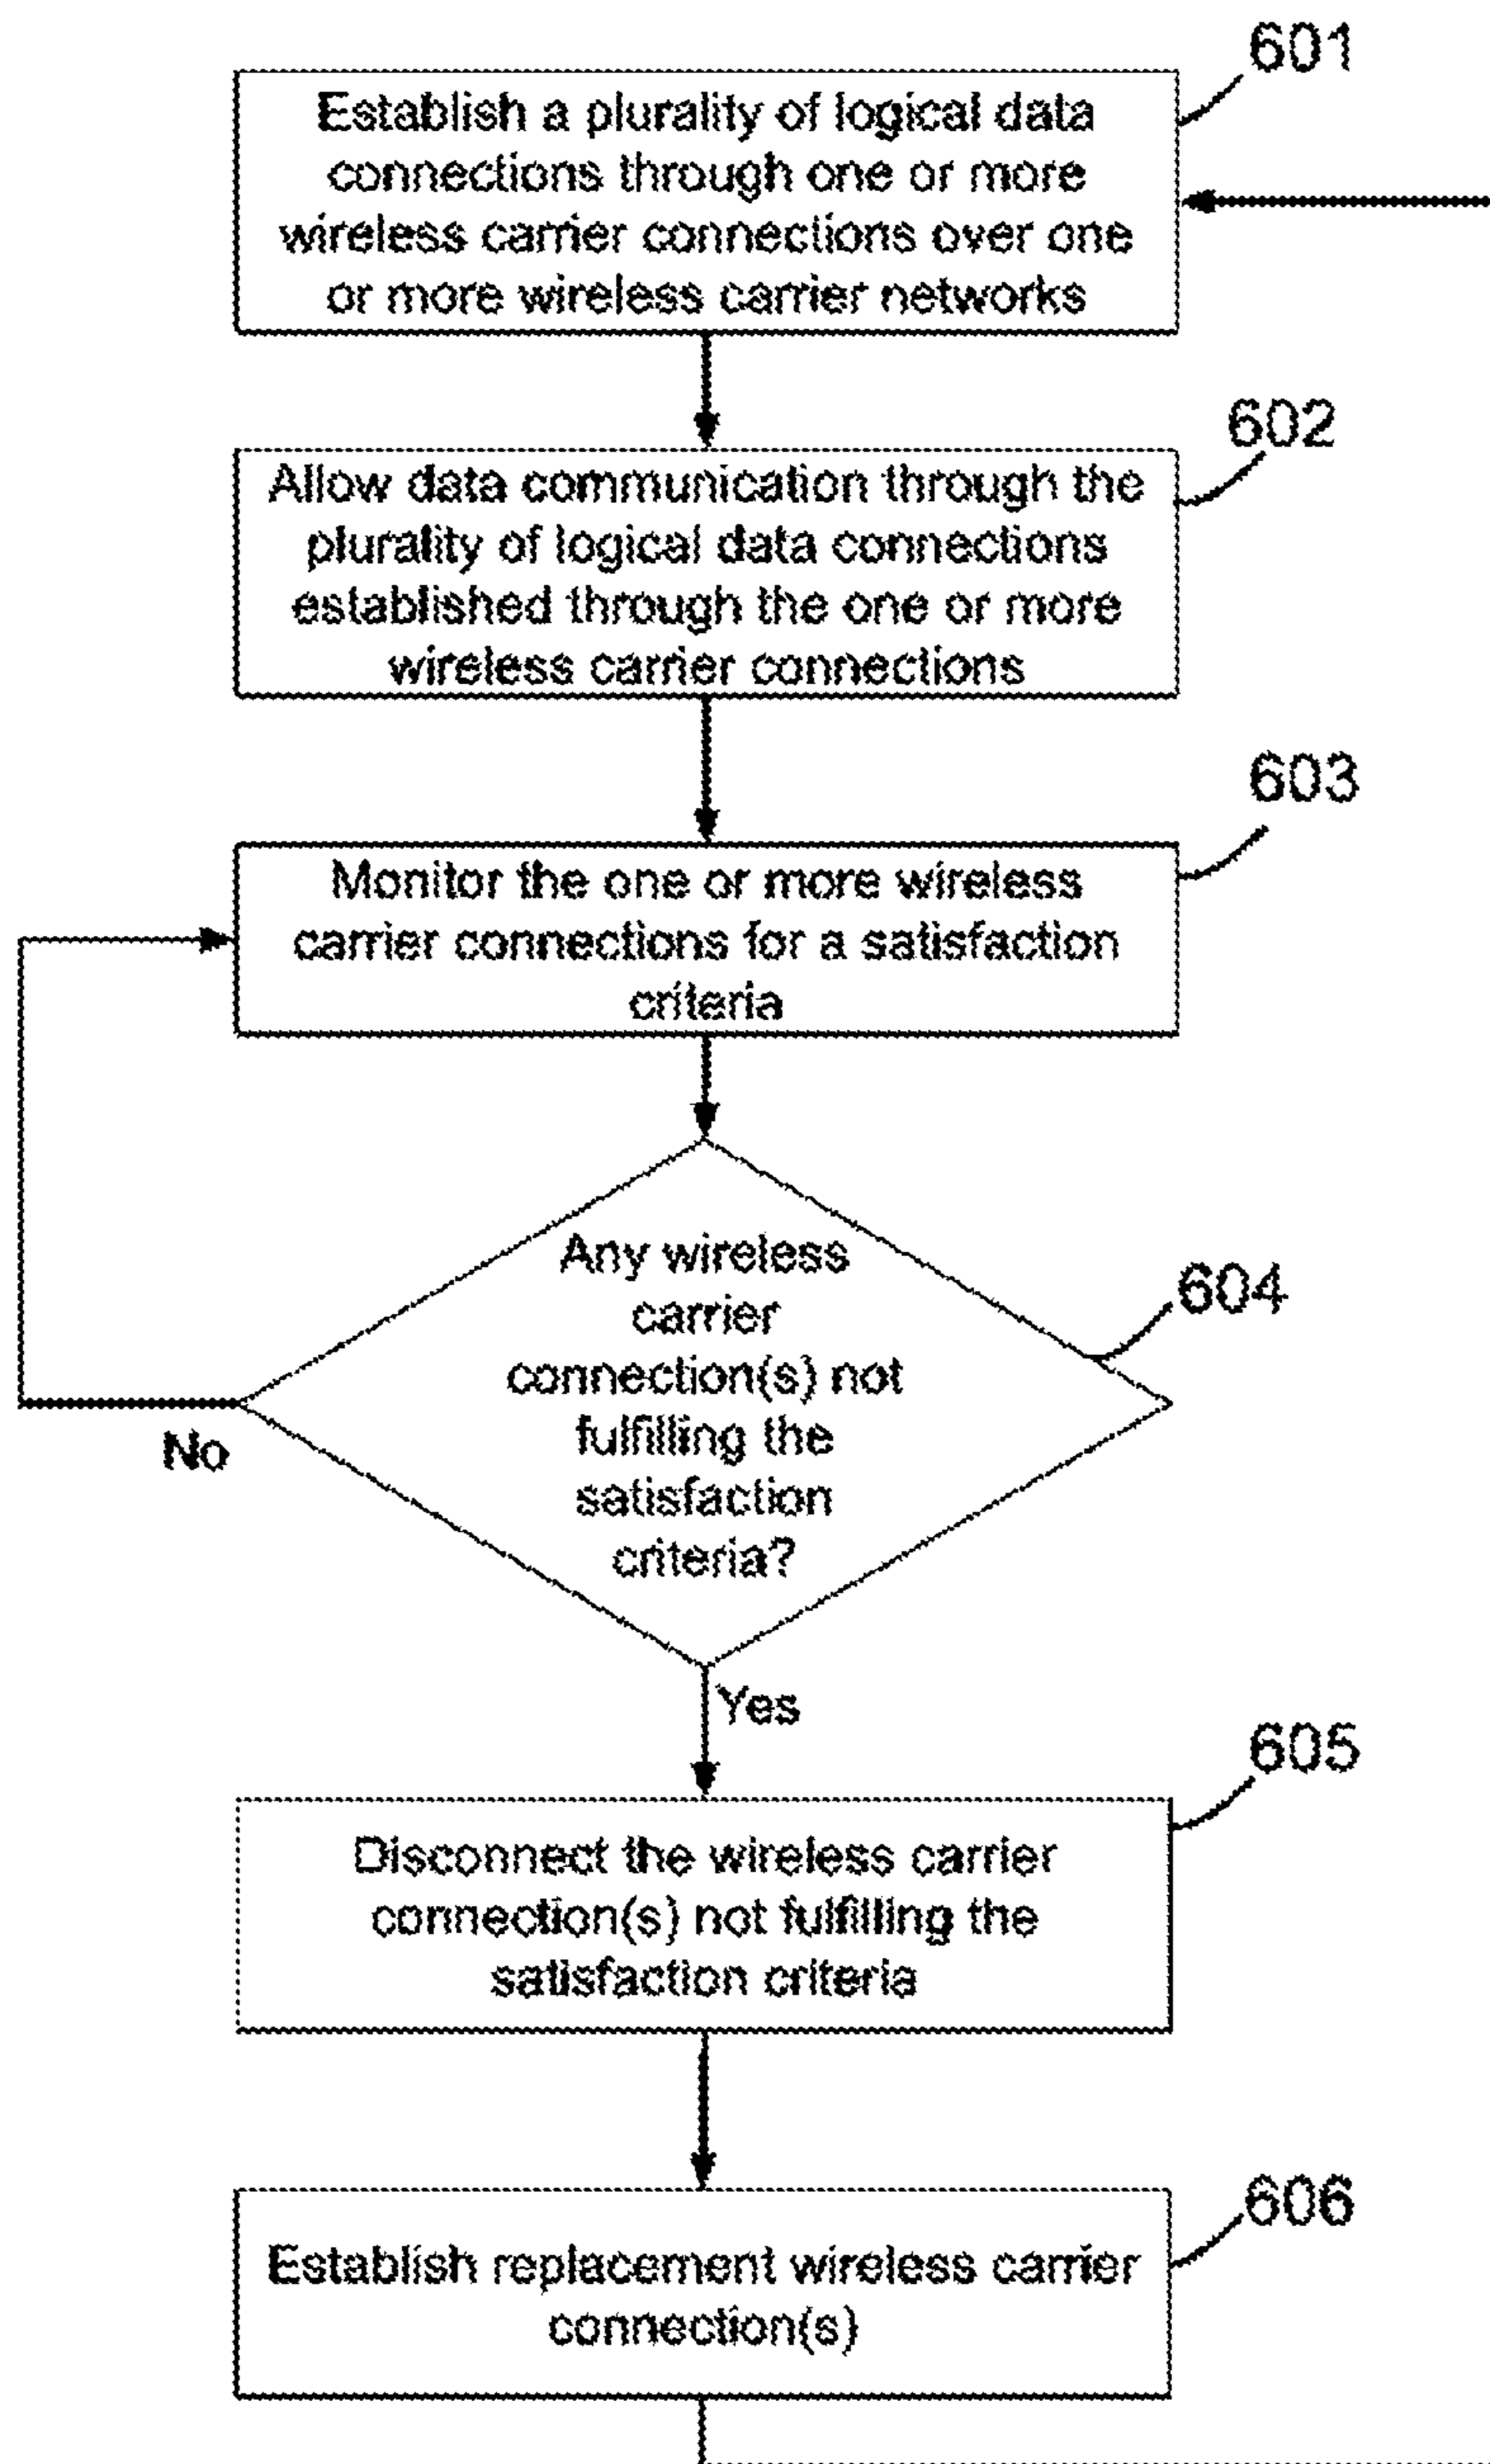 601
Establish a plurality of logical data
connections through one or more
wireless carrier connections over one
or more wireless carrier networks
602
Allow data communication through the
plurality of logical data connections
established through the one or more
wireless carrier connections
603
Monitor the one or more wireless
carrier connections for a satisfaction
criteria
604
Any wireless
carrier
connection(s) not
fulfilling the
satisfaction
criteria?
No
Yes
605
Disconnect the wireless carrier
connection(s) not fulfilling the
satisfaction criteria
606
Establish replacement wireless carrier
connection(s)